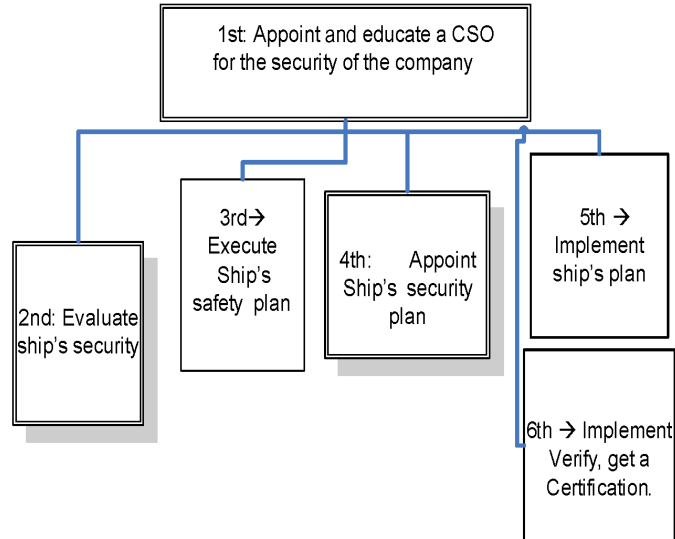 1st: Appoint and educate a CSO
for the security of the company
2nd: Evaluate
ship's security
3rd→
Execute
Ship's
safety plan
4th: Appoint
Ship's security
plan
5th →
Implement
ship's plan
6th → Implement
Verify, get a
Certification.